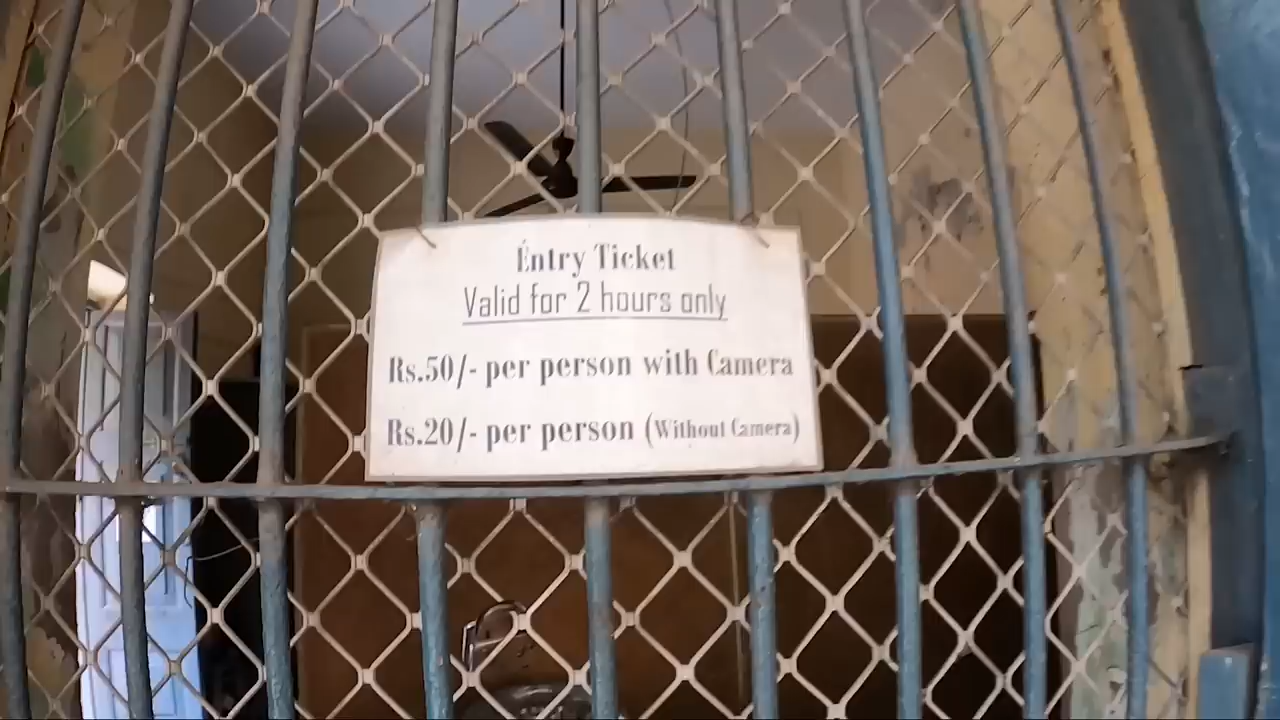 Entry Ticket
Valid for 2 hours only
Rs.50/- per person with Camera
Rs.20/- per person (Without Camera)